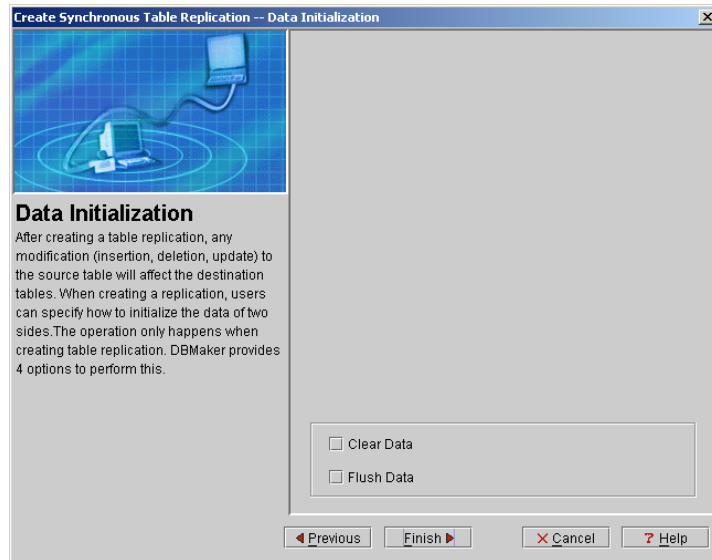 Create Synchronous Table Replication -- Data Initialization
Data Initialization
After creating a table replication, any
modification (insertion, deletion, update) to
the source table will affect the destination
tables. When creating a replication, users
can specify how to initialize the data of two
sides.The operation only happens when
creating table replication. DBMaker provides
4 options to perform this.
Clear Data
Flush Data
Previous Finish Cancel Help